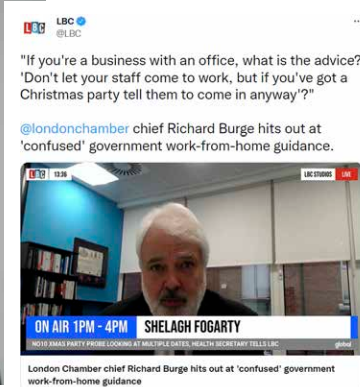 LBC
LBC
@LBC
"If you're a business with an office, what is the advice?
'Don't let your staff come to work, but if you've got a
Christmas party tell them to come in anyway'?"
@londonchamber chief Richard Burge hits out at
'confused' government work-from-home guidance.
LBC 13:36 LBC STUDIOS LIVE
ON AIR 1PM - 4PM SHELAGH FOGARTY
NO10 XMAS PARTY PROBE LOOKING AT MULTIPLE DATES, HEALTH SECRETARY TELLS LBC global
London Chamber chief Richard Burge hits out at 'confused' government
work-from-home guidance